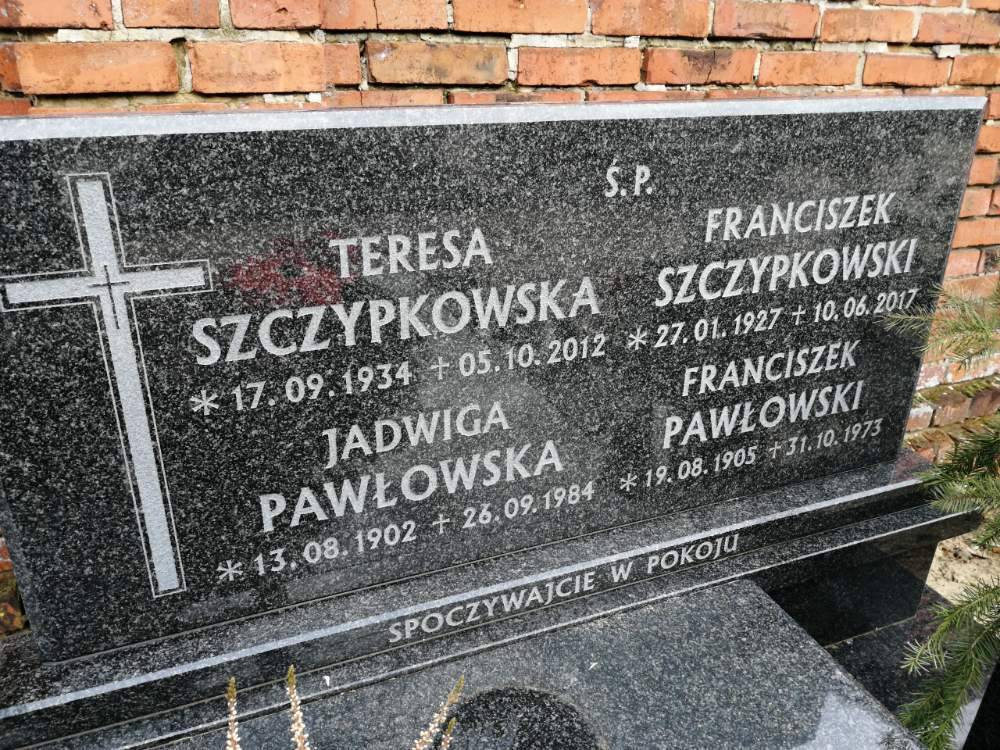 Ś.P.
TERESA
SZCZYPKOWSKA
* 17.09.1934 + 05.10.2012
FRANCISZEK
SZCZYPKOWSKI
* 27.01.1927 + 10.06.2017
JADWIGA
PAWŁOWSKA
* 13.08.1902 + 26.09.1984
FRANCISZEK
PAWŁOWSKI
* 19.08.1905 + 31.10.1973
SPOCZYWAJCIE W POKOJU